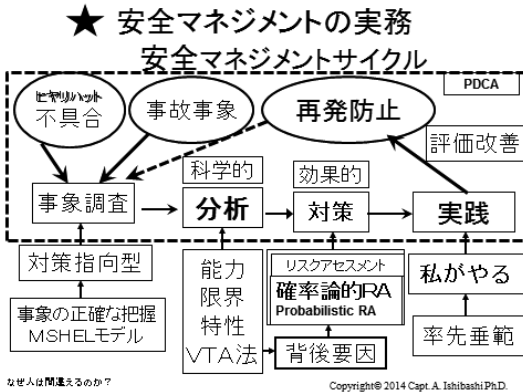 ★ 安全マネジメントの実務
安全マネジメントサイクル
PDCA
ヒヤリハット
不具合
事故事象
再発防止
評価改善
科学的
効果的
事象調査
分析
対策
実践
対策指向型
事象の正確な把握
MSHELモデル
能力
限界
特性
VTA法
リスクアセスメント
確率論的RA
Probabilistic RA
背後要因
私がやる
率先垂範
なぜ人は間違えるのか？
Copyright© 2014 Capt. A. Ishibashi Ph.D.